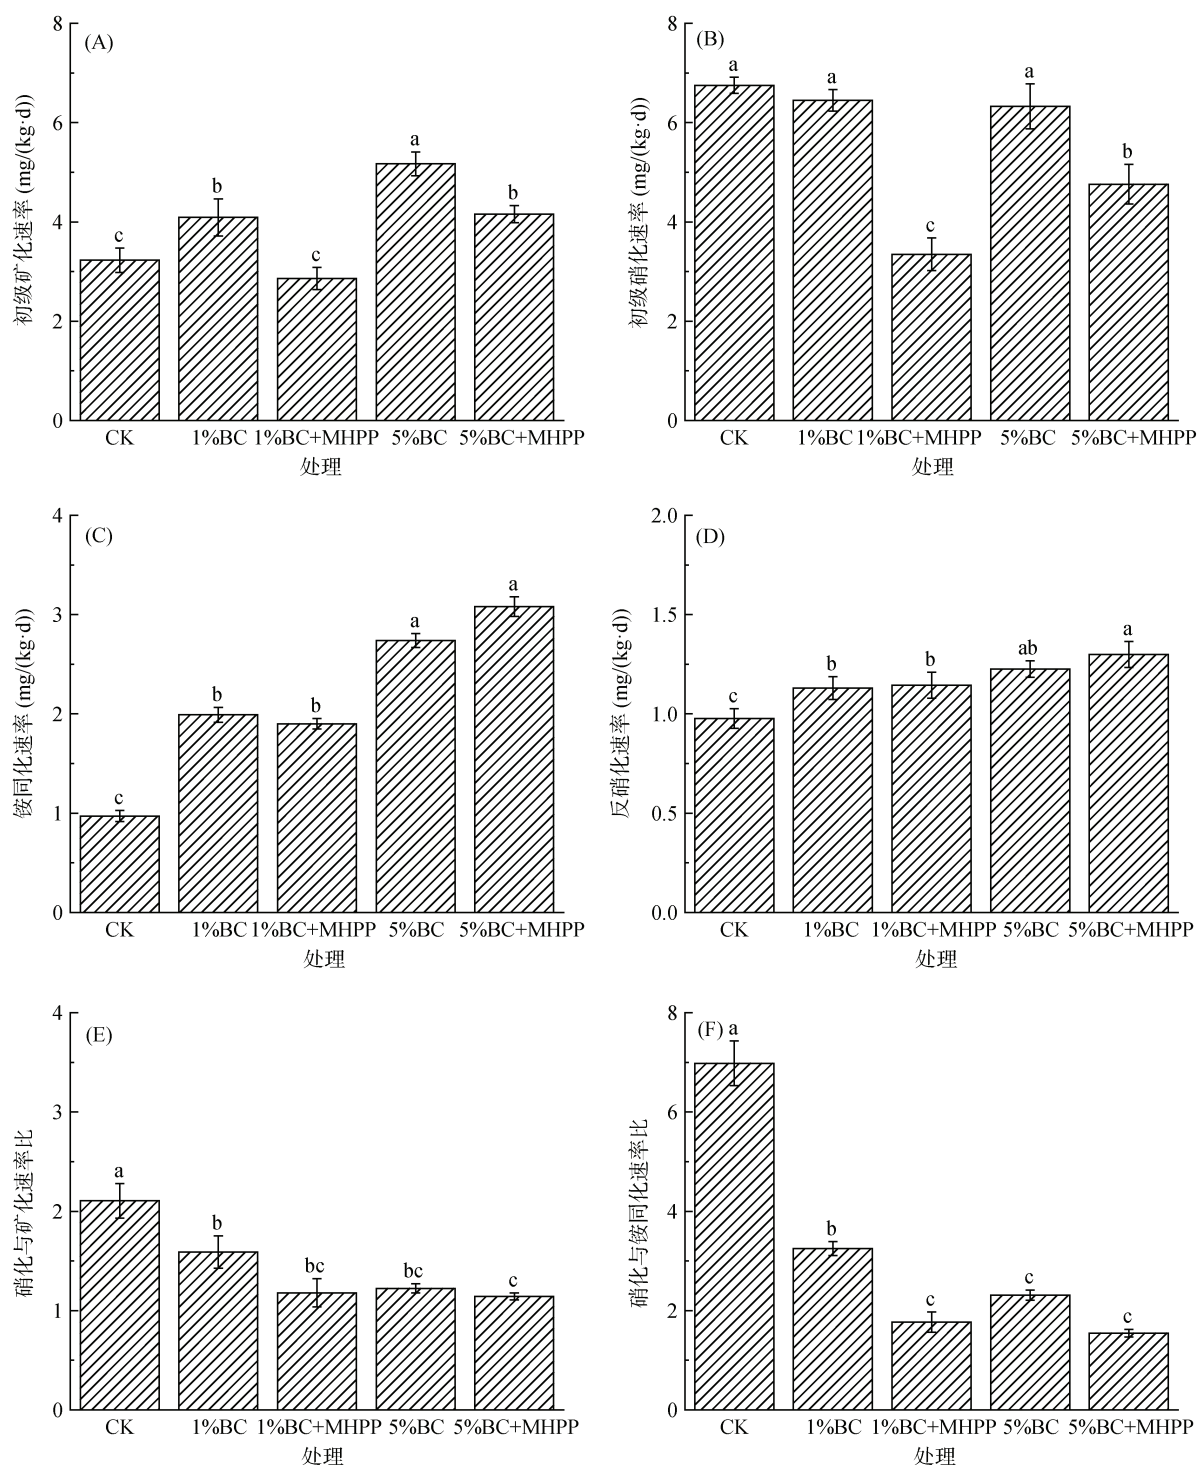 (A)
初级矿化速率 (mg/(kg·d))
8
6
4
2
0
c
b
c
a
b
CK
1%BC
1%BC+MHPP
5%BC
5%BC+MHPP
处理
(B)
初级硝化速率 (mg/(kg·d))
8
6
4
2
0
a
a
c
a
b
CK
1%BC
1%BC+MHPP
5%BC
5%BC+MHPP
处理
(C)
铵同化速率 (mg/(kg·d))
4
3
2
1
0
c
b
b
a
a
CK
1%BC
1%BC+MHPP
5%BC
5%BC+MHPP
处理
(D)
反硝化速率 (mg/(kg·d))
2.0
1.5
1.0
0.5
0.0
c
b
b
ab
a
CK
1%BC
1%BC+MHPP
5%BC
5%BC+MHPP
处理
(E)
硝化与矿化速率比
4
3
2
1
0
a
b
bc
bc
c
CK
1%BC
1%BC+MHPP
5%BC
5%BC+MHPP
处理
(F)
硝化与铵同化速率比
8
6
4
2
0
a
b
c
c
c
CK
1%BC
1%BC+MHPP
5%BC
5%BC+MHPP
处理